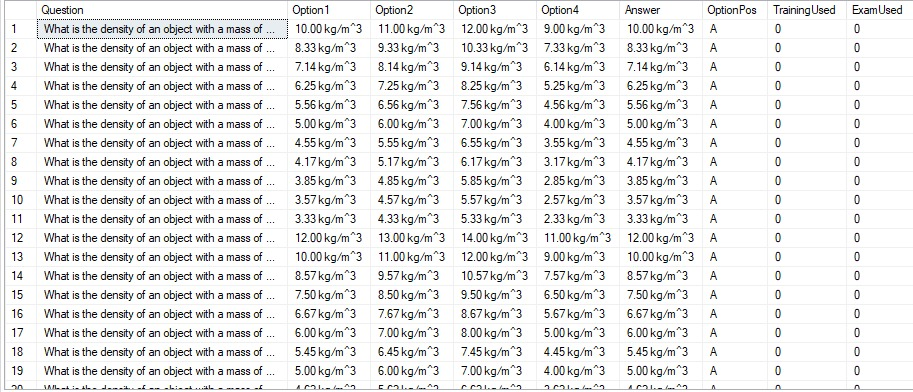 Question Option1 Option2 Option3 Option4 Answer OptionPos TrainingUsed ExamUsed
1 What is the density of an object with a mass of ... 10.00 kg/m^3 11.00 kg/m^3 12.00 kg/m^3 9.00 kg/m^3 10.00 kg/m^3 A 0 0
2 What is the density of an object with a mass of ... 8.33 kg/m^3 9.33 kg/m^3 10.33 kg/m^3 7.33 kg/m^3 8.33 kg/m^3 A 0 0
3 What is the density of an object with a mass of ... 7.14 kg/m^3 8.14 kg/m^3 9.14 kg/m^3 6.14 kg/m^3 7.14 kg/m^3 A 0 0
4 What is the density of an object with a mass of ... 6.25 kg/m^3 7.25 kg/m^3 8.25 kg/m^3 5.25 kg/m^3 6.25 kg/m^3 A 0 0
5 What is the density of an object with a mass of ... 5.56 kg/m^3 6.56 kg/m^3 7.56 kg/m^3 4.56 kg/m^3 5.56 kg/m^3 A 0 0
6 What is the density of an object with a mass of ... 5.00 kg/m^3 6.00 kg/m^3 7.00 kg/m^3 4.00 kg/m^3 5.00 kg/m^3 A 0 0
7 What is the density of an object with a mass of ... 4.55 kg/m^3 5.55 kg/m^3 6.55 kg/m^3 3.55 kg/m^3 4.55 kg/m^3 A 0 0
8 What is the density of an object with a mass of ... 4.17 kg/m^3 5.17 kg/m^3 6.17 kg/m^3 3.17 kg/m^3 4.17 kg/m^3 A 0 0
9 What is the density of an object with a mass of ... 3.85 kg/m^3 4.85 kg/m^3 5.85 kg/m^3 2.85 kg/m^3 3.85 kg/m^3 A 0 0
10 What is the density of an object with a mass of ... 3.57 kg/m^3 4.57 kg/m^3 5.57 kg/m^3 2.57 kg/m^3 3.57 kg/m^3 A 0 0
11 What is the density of an object with a mass of ... 3.33 kg/m^3 4.33 kg/m^3 5.33 kg/m^3 2.33 kg/m^3 3.33 kg/m^3 A 0 0
12 What is the density of an object with a mass of ... 12.00 kg/m^3 13.00 kg/m^3 14.00 kg/m^3 11.00 kg/m^3 12.00 kg/m^3 A 0 0
13 What is the density of an object with a mass of ... 10.00 kg/m^3 11.00 kg/m^3 12.00 kg/m^3 9.00 kg/m^3 10.00 kg/m^3 A 0 0
14 What is the density of an object with a mass of ... 8.57 kg/m^3 9.57 kg/m^3 10.57 kg/m^3 7.57 kg/m^3 8.57 kg/m^3 A 0 0
15 What is the density of an object with a mass of ... 7.50 kg/m^3 8.50 kg/m^3 9.50 kg/m^3 6.50 kg/m^3 7.50 kg/m^3 A 0 0
16 What is the density of an object with a mass of ... 6.67 kg/m^3 7.67 kg/m^3 8.67 kg/m^3 5.67 kg/m^3 6.67 kg/m^3 A 0 0
17 What is the density of an object with a mass of ... 6.00 kg/m^3 7.00 kg/m^3 8.00 kg/m^3 5.00 kg/m^3 6.00 kg/m^3 A 0 0
18 What is the density of an object with a mass of ... 5.45 kg/m^3 6.45 kg/m^3 7.45 kg/m^3 4.45 kg/m^3 5.45 kg/m^3 A 0 0
19 What is the density of an object with a mass of ... 5.00 kg/m^3 6.00 kg/m^3 7.00 kg/m^3 4.00 kg/m^3 5.00 kg/m^3 A 0 0